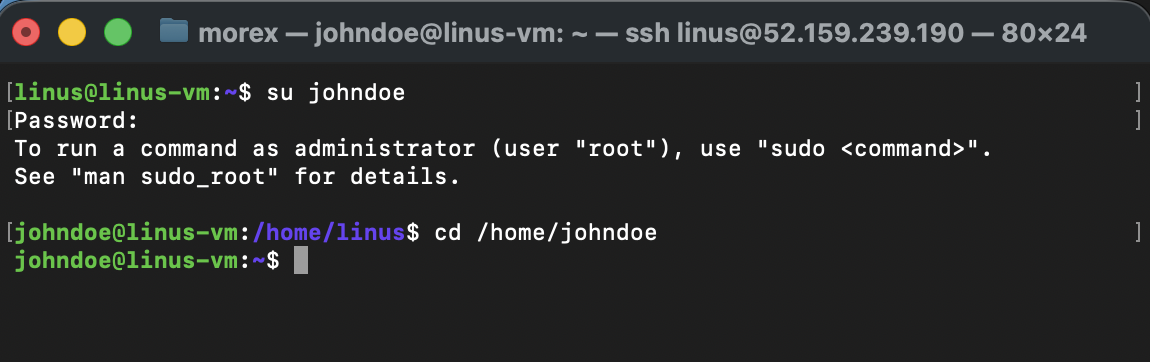 morex — johndoe@linus-vm: ~ — ssh linus@52.159.239.190 — 80×24
[linus@linus-vm:~$ su johndoe ]
[Password: ]
To run a command as administrator (user "root"), use "sudo <command>".
See "man sudo_root" for details.
[johndoe@linus-vm:/home/linus$ cd /home/johndoe ]
johndoe@linus-vm:~$